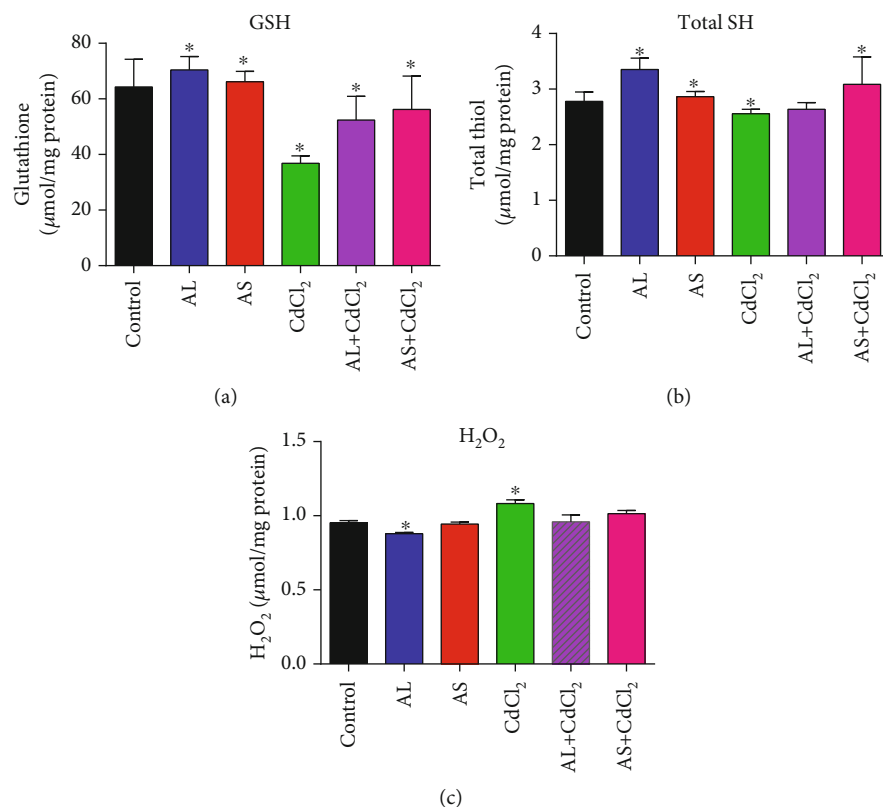 GSH
Glutathione
(μmol/mg protein)
80
60
40
20
0
* * * * *
Control
AL
AS
CdCl₂
AL+CdCl₂
AS+CdCl₂
(a)
Total SH
Total thiol
(μmol/mg protein)
4
3
2
1
0
* * * *
Control
AL
AS
CdCl₂
AL+CdCl₂
AS+CdCl₂
(b)
H₂O₂
H₂O₂ (μmol/mg protein)
1.5
1.0
0.5
0.0
* *
Control
AL
AS
CdCl₂
AL+CdCl₂
AS+CdCl₂
(c)